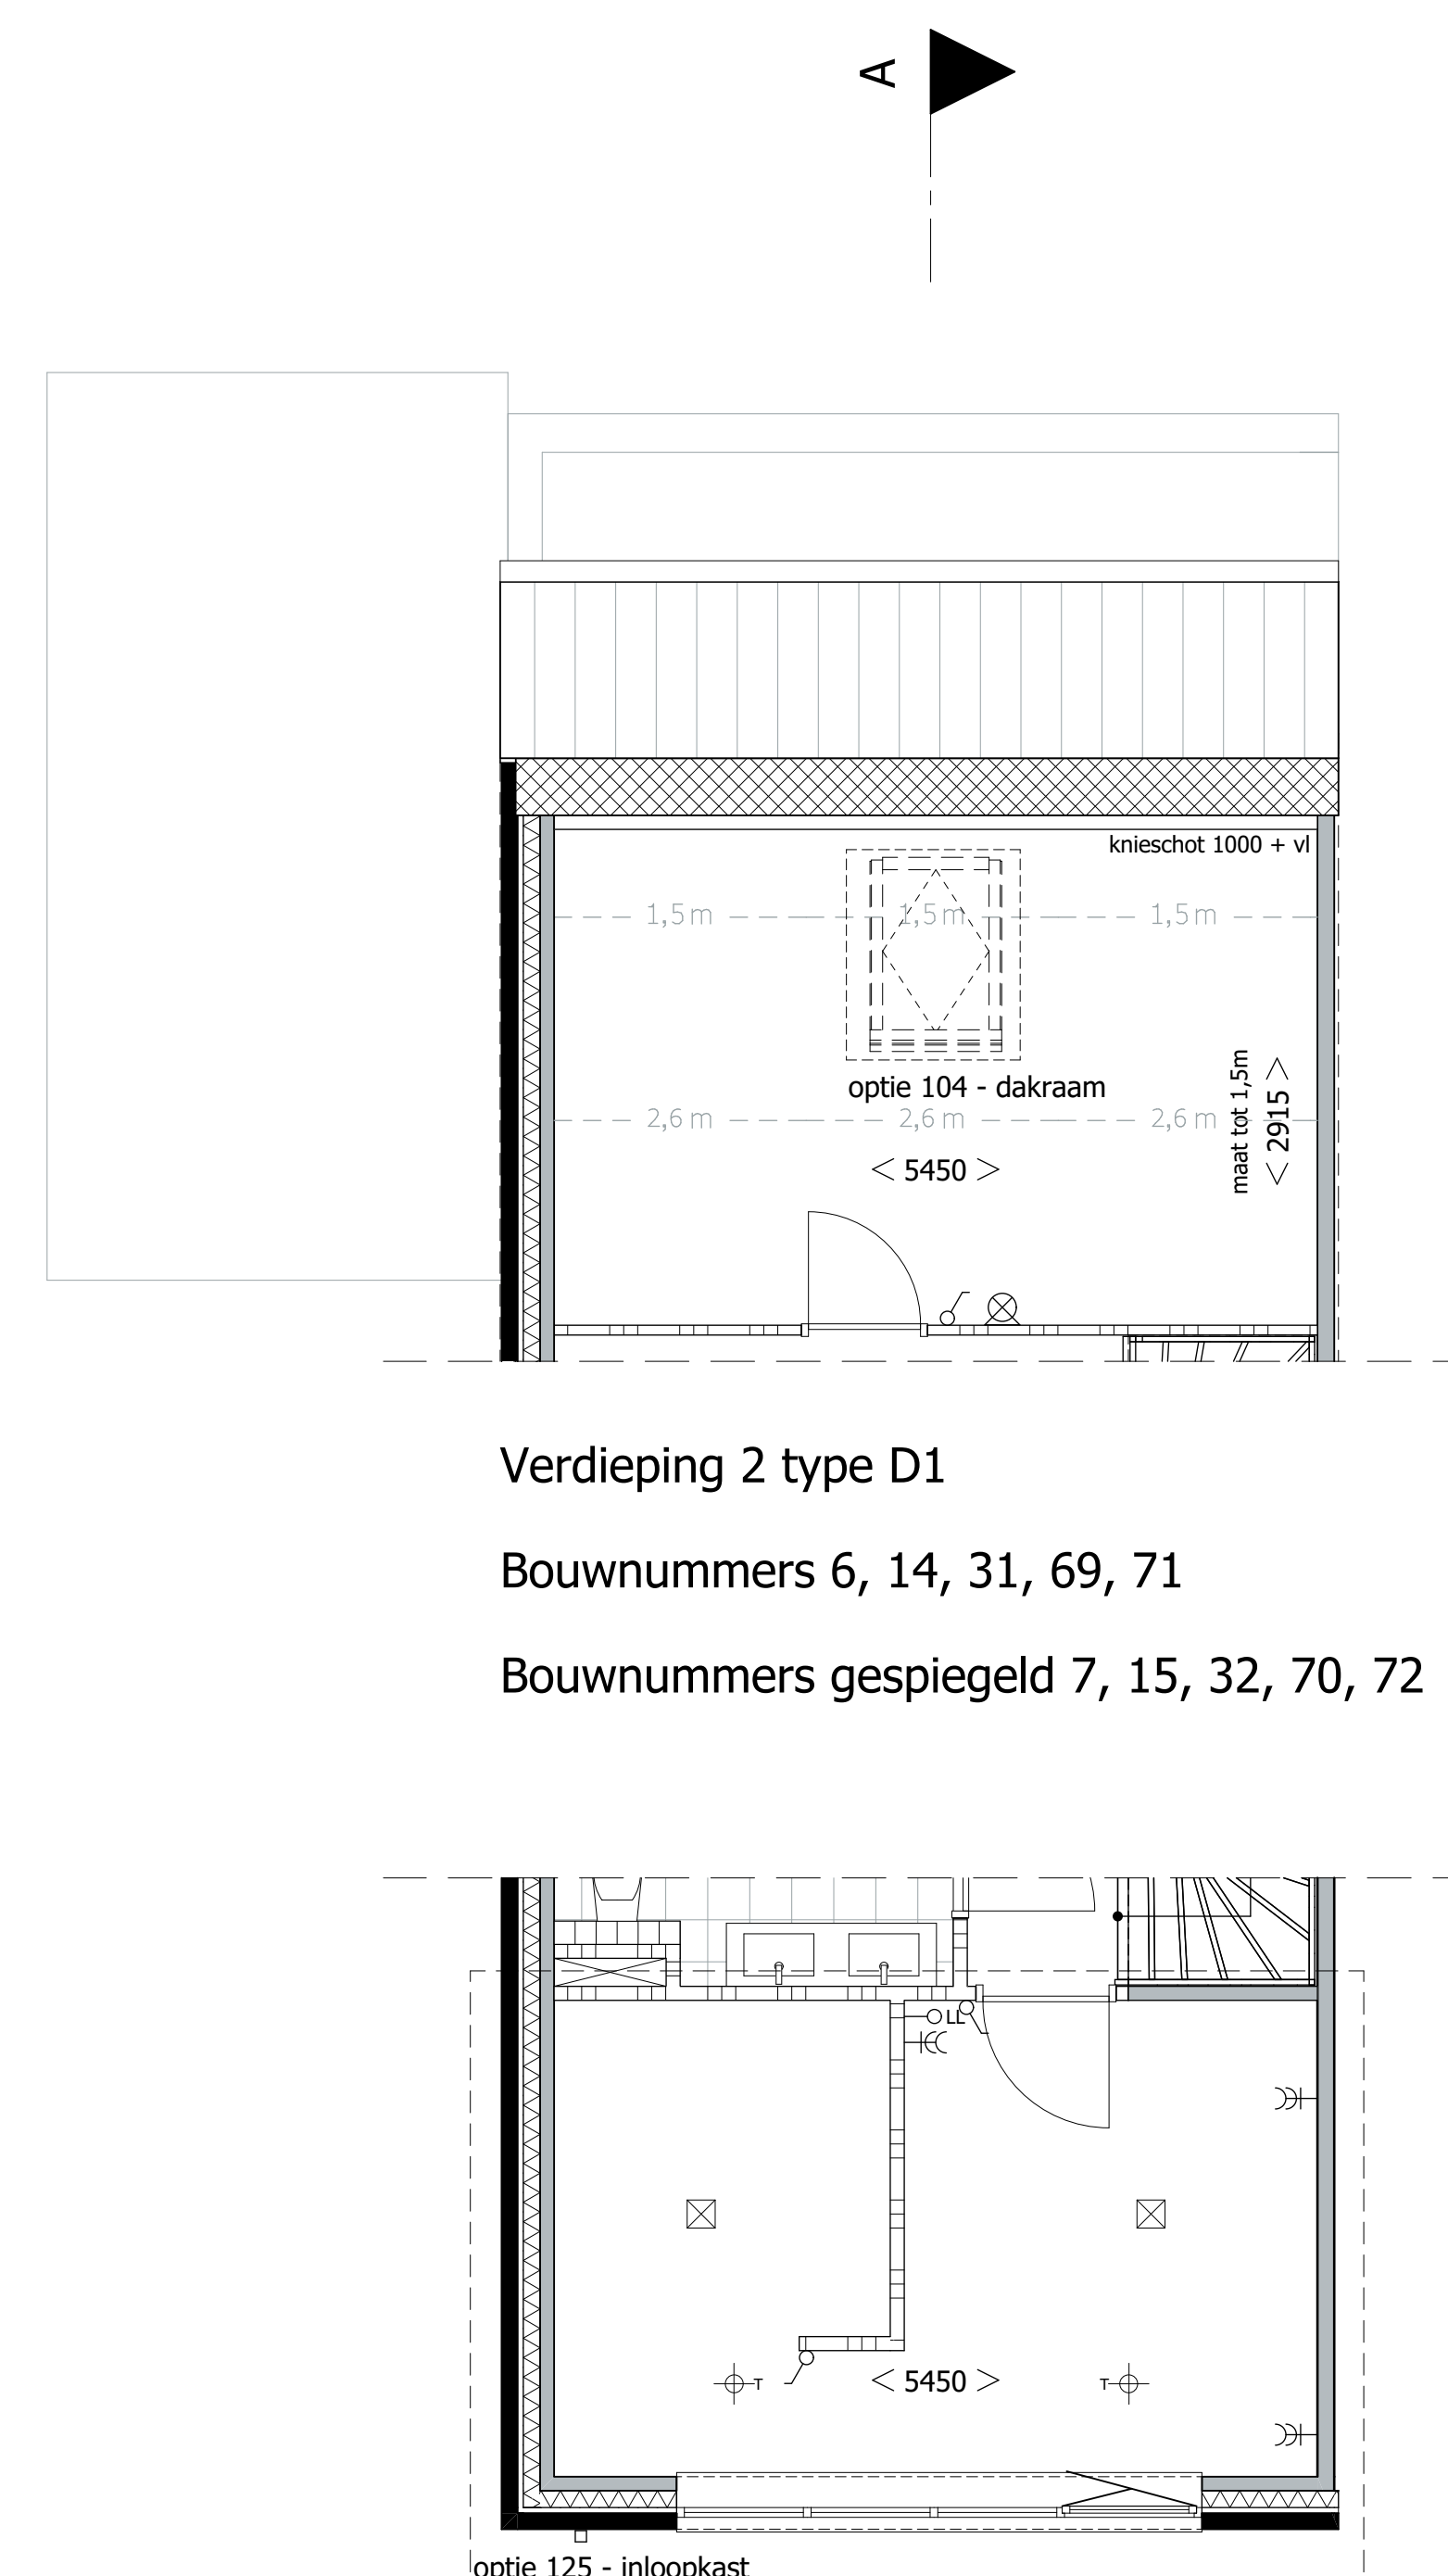 A
knieschot 1000 + vl
1,5 m 1,5 m 1,5 m
optie 104 - dakraam
maat tot 1,5m
< 2915 >
2,6 m 2,6 m 2,6 m
< 5450 >
Verdieping 2 type D1
Bouwnummers 6, 14, 31, 69, 71
Bouwnummers gespiegeld 7, 15, 32, 70, 72
LL
T
< 5450 >
T
optie 125 - inloopkast